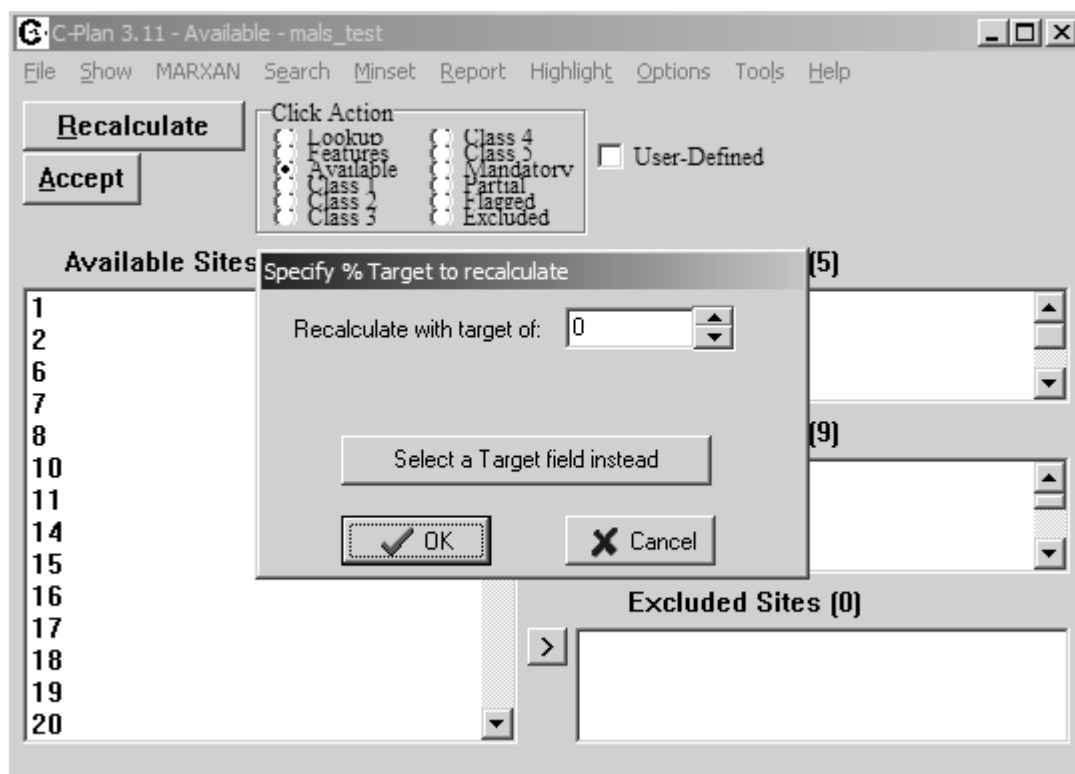 C-Plan 3.11 - Available - mals_test
File Show MARXAN Search Minset Report Highlight Options Tools Help
Recalculate
Accept
Click Action
Lookup
Features
Available
Class 1
Class 2
Class 3
Class 4
Class 5
Mandatory
Partial
Flagged
Excluded
User-Defined
Available Sites
(5)
Specify % Target to recalculate
Recalculate with target of: 0
Select a Target field instead
OK Cancel
1
2
6
7
8
10
11
14
15
16
17
18
19
20
(9)
Excluded Sites (0)
>